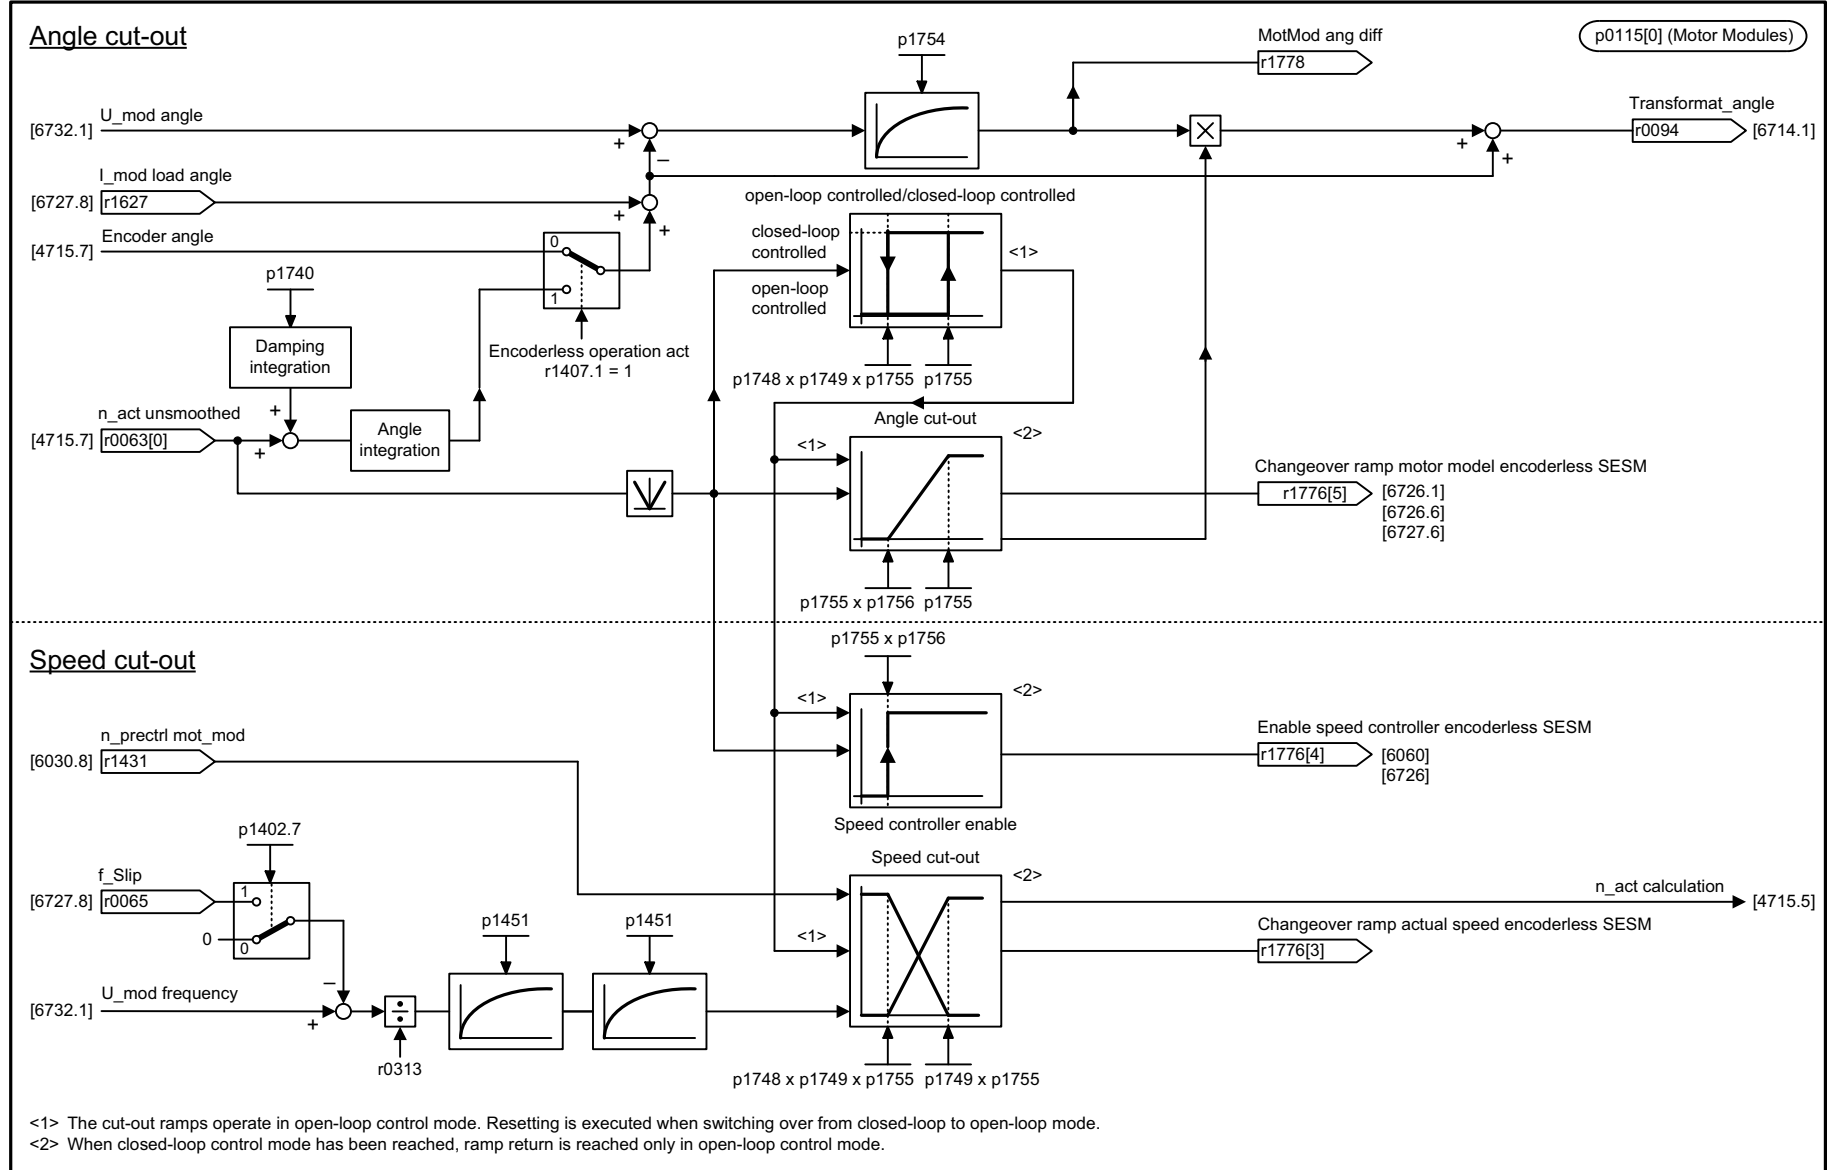 Angle cut-out
p1754
MotMod ang diff
r1778
p0115[0] (Motor Modules)
U_mod angle
[6732.1]
+
–
Transformat_angle
r0094
[6714.1]
+
+
I_mod load angle
[6727.8]
r1627
+
+
Encoder angle
[4715.7]
0
1
Encoderless operation act
r1407.1 = 1
open-loop controlled/closed-loop controlled
closed-loop
controlled
open-loop
controlled
<1>
p1748 x p1749 x p1755
p1755
p1740
Damping
integration
n_act unsmoothed
[4715.7]
r0063[0]
+
+
Angle
integration
Angle cut-out
<1>
<2>
p1755 x p1756
p1755
Changeover ramp motor model encoderless SESM
r1776[5]
[6726.1]
[6726.6]
[6727.6]
Speed cut-out
p1755 x p1756
<1>
<2>
Speed controller enable
Enable speed controller encoderless SESM
r1776[4]
[6060]
[6726]
n_prectrl mot_mod
[6030.8]
r1431
p1402.7
f_Slip
[6727.8]
r0065
1
0
0
U_mod frequency
[6732.1]
–
+
÷
r0313
p1451
p1451
Speed cut-out
<1>
<2>
p1748 x p1749 x p1755
p1749 x p1755
n_act calculation
[4715.5]
Changeover ramp actual speed encoderless SESM
r1776[3]
<1> The cut-out ramps operate in open-loop control mode. Resetting is executed when switching over from closed-loop to open-loop mode.
<2> When closed-loop control mode has been reached, ramp return is reached only in open-loop control mode.